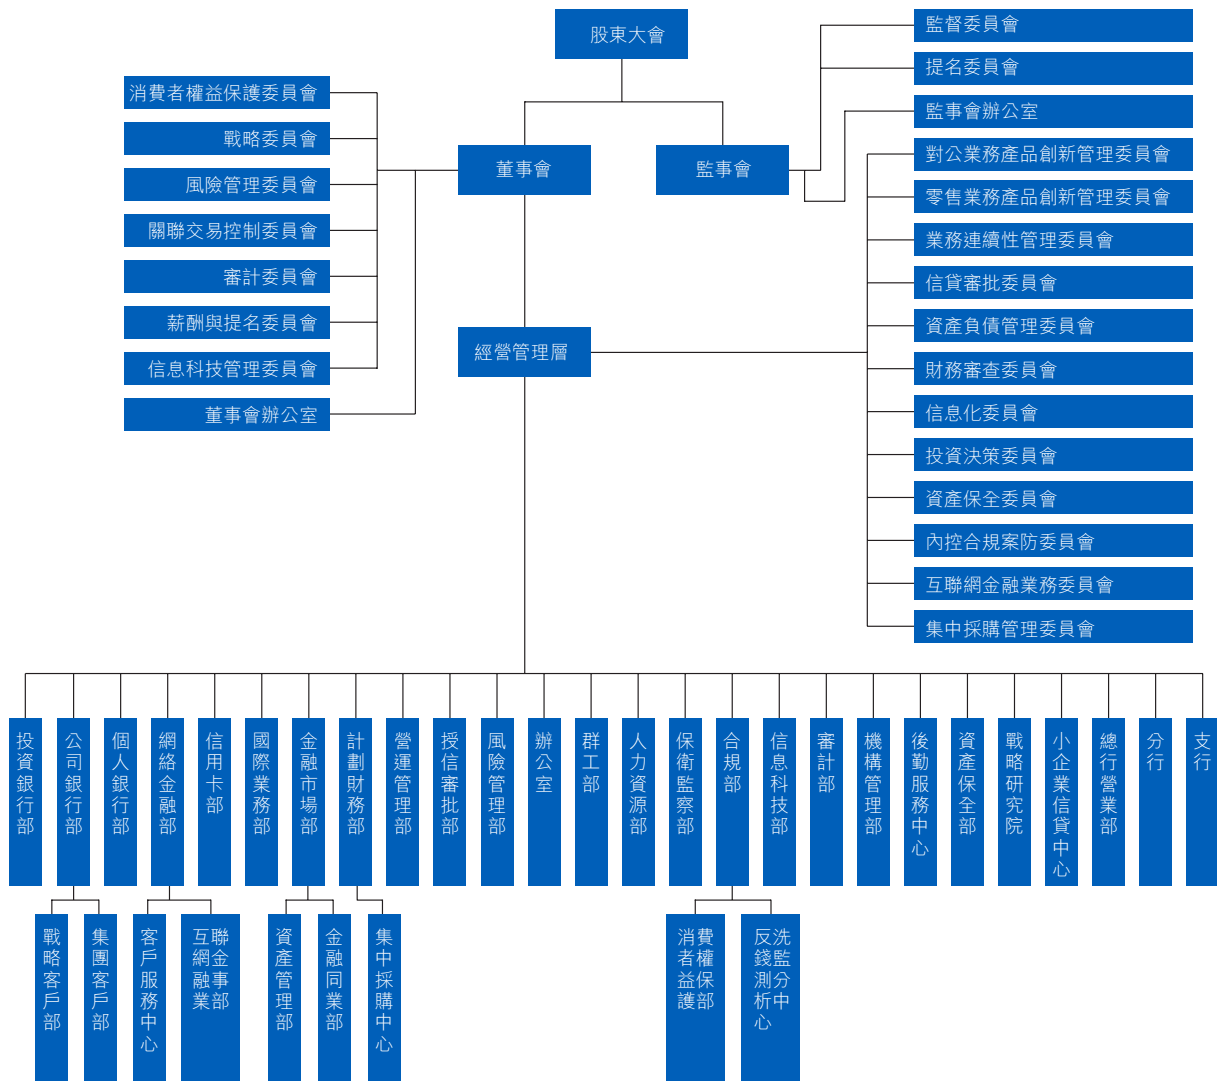 股東大會
董事會
監事會
經營管理層
消費者權益保護委員會
戰略委員會
風險管理委員會
關聯交易控制委員會
審計委員會
薪酬與提名委員會
信息科技管理委員會
董事會辦公室
監督委員會
提名委員會
監事會辦公室
對公業務產品創新管理委員會
零售業務產品創新管理委員會
業務連續性管理委員會
信貸審批委員會
資產負債管理委員會
財務審查委員會
信息化委員會
投資決策委員會
資產保全委員會
內控合規案防委員會
互聯網金融業務委員會
集中採購管理委員會
投資銀行部
公司銀行部
個人銀行部
網絡金融部
信用卡部
國際業務部
金融市場部
計劃財務部
營運管理部
授信審批部
風險管理部
辦公室
群工部
人力資源部
保衛監察部
合規部
信息科技部
審計部
機構管理部
後勤服務中心
資產保全部
戰略研究院
小企業信貸中心
總行營業部
分行
支行
戰略客戶部
集團客戶部
客戶服務中心
互聯網金融事業部
資產管理部
金融同業部
集中採購中心
消費者權益保護部
反洗錢監測分析中心